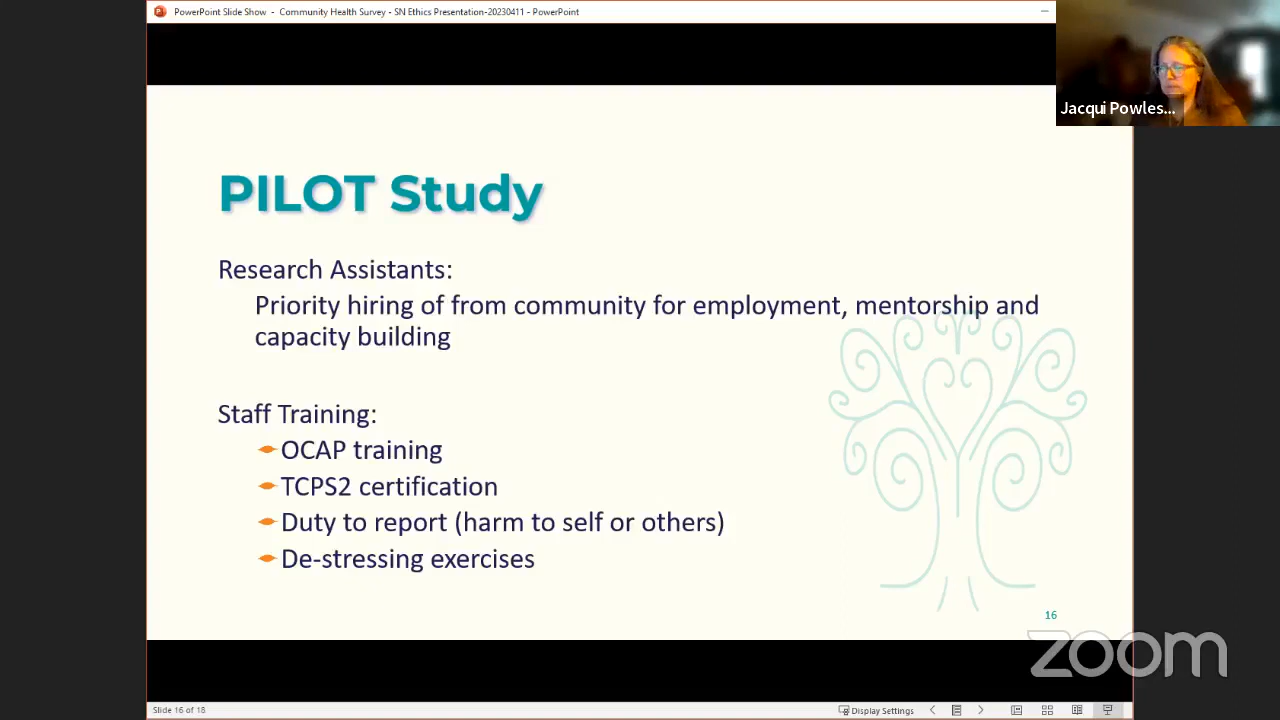 PowerPoint Slide Show - Community Health Survey - SN Ethics Presentation-20230411 - PowerPoint
Jacqui Powles...
PILOT Study
Research Assistants:
Priority hiring of from community for employment, mentorship and
capacity building
Staff Training:
OCAP training
TCPS2 certification
Duty to report (harm to self or others)
De-stressing exercises
16
zoom
Slide 16 of 18
Display Settings